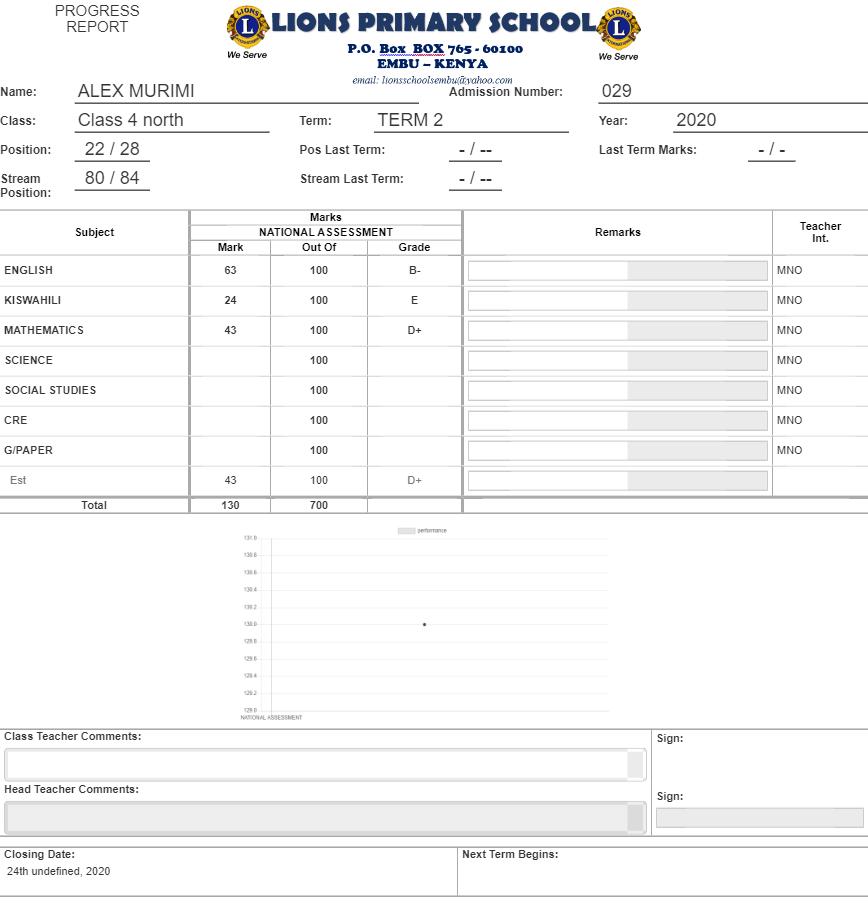 PROGRESS
REPORT
LIONS
L
We Serve
LIONS PRIMARY SCHOOL
P.O. Box BOX 765 - 60100
EMBU – KENYA
email: lionsschoolsembu@yahoo.com
LIONS
L
We Serve
Name: ALEX MURIMI Admission Number: 029
Class: Class 4 north Term: TERM 2 Year: 2020
Position: 22 / 28 Pos Last Term: - / -- Last Term Marks: - / -
Stream Position: 80 / 84 Stream Last Term: - / --
Subject Marks Remarks Teacher Int.
NATIONAL ASSESSMENT
Mark Out Of Grade
ENGLISH 63 100 B- MNO
KISWAHILI 24 100 E MNO
MATHEMATICS 43 100 D+ MNO
SCIENCE 100 MNO
SOCIAL STUDIES 100 MNO
CRE 100 MNO
G/PAPER 100 MNO
Est 43 100 D+
Total 130 700
performance
131.0
130.8
130.6
130.4
130.2
130.0
129.8
129.6
129.4
129.2
129.0
NATIONAL ASSESSMENT
Class Teacher Comments: Sign:
Head Teacher Comments: Sign:
Closing Date: Next Term Begins:
24th undefined, 2020